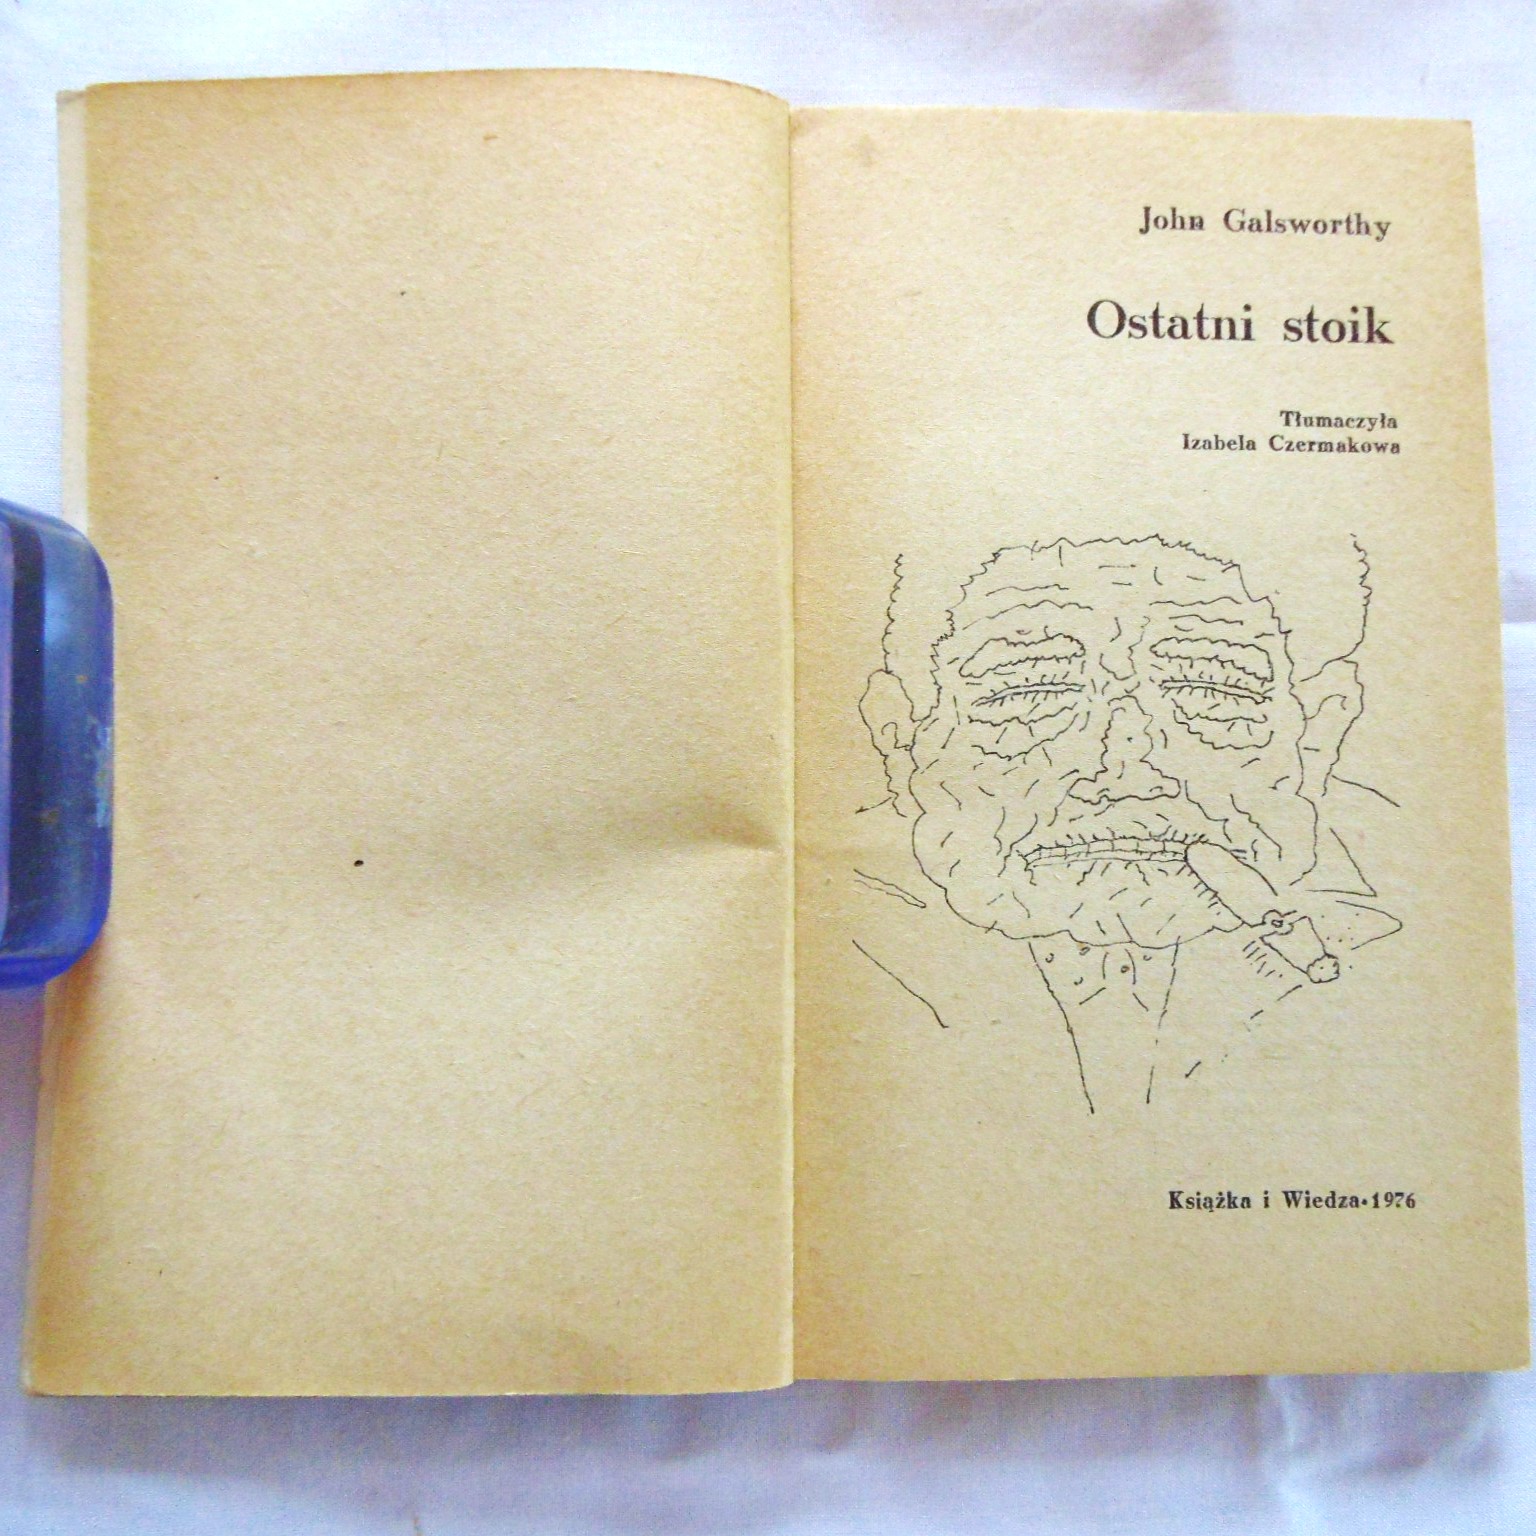 John Galsworthy
Ostatni stoik
Tłumaczyła
Izabela Czermakowa
Książka i Wiedza•1976